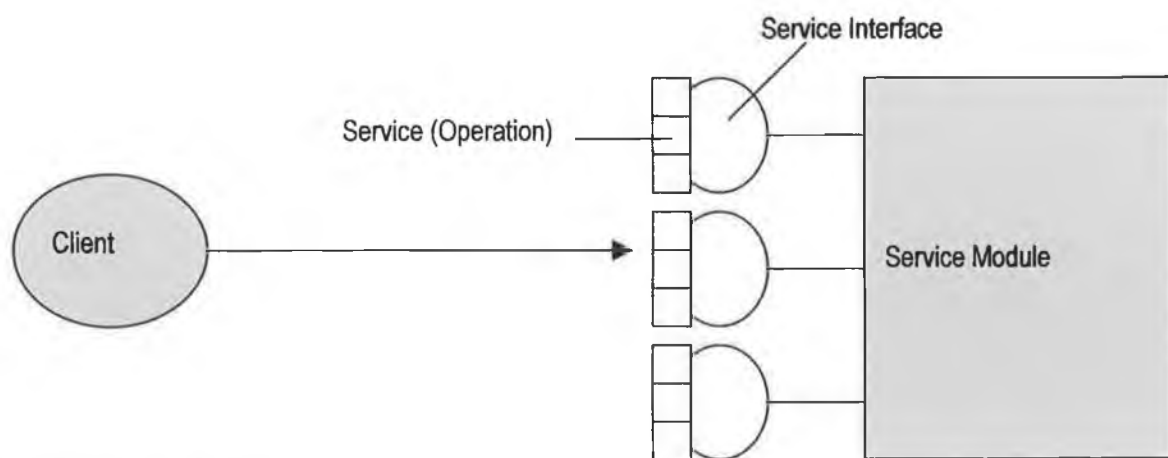 Service Interface
Service (Operation)
Client
Service Module